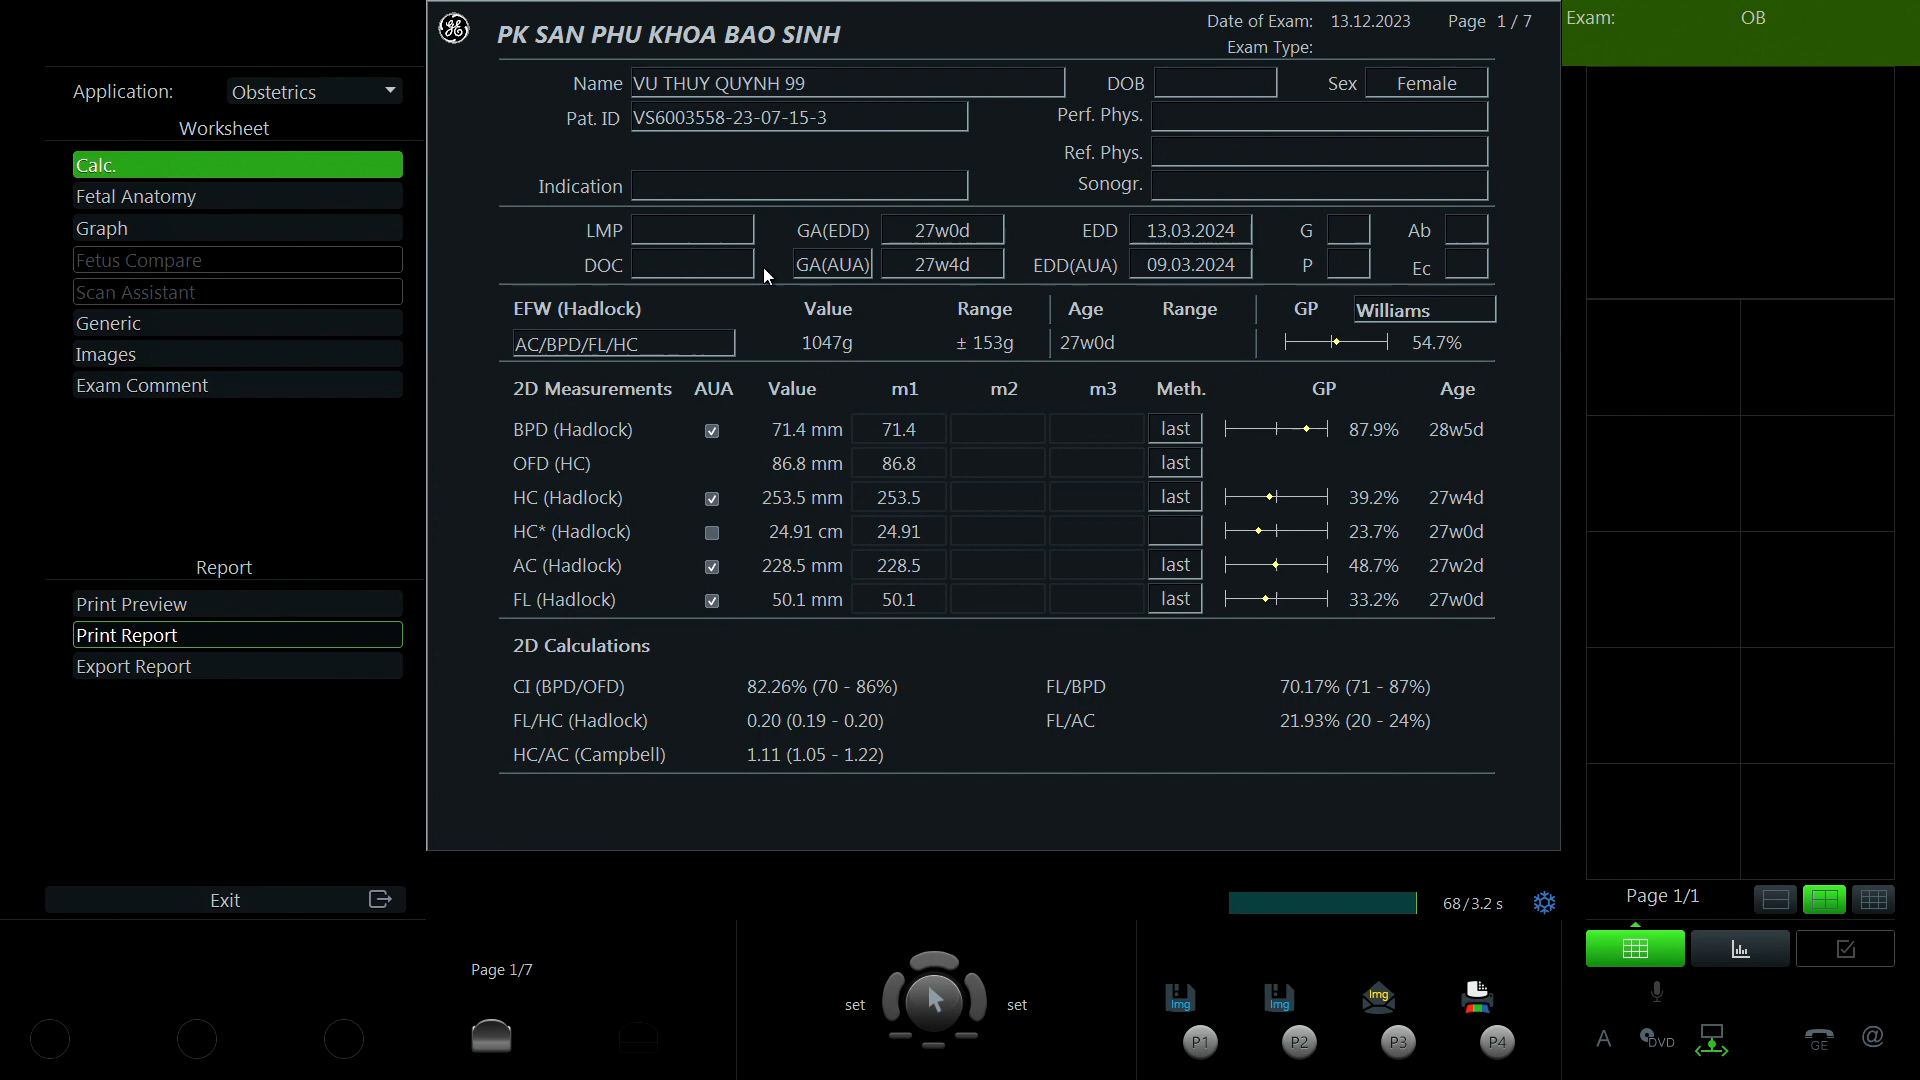 PK SAN PHU KHOA BAO SINH
Date of Exam: 13.12.2023 Page 1 / 7
Exam Type:
Exam: OB
Application: Obstetrics
Worksheet
Calc.
Fetal Anatomy
Graph
Fetus Compare
Scan Assistant
Generic
Images
Exam Comment
Report
Print Preview
Print Report
Export Report
Exit
Name VU THUY QUYNH 99 DOB Sex Female
Pat. ID VS6003558-23-07-15-3 Perf. Phys.
Ref. Phys.
Indication Sonogr.
LMP GA(EDD) 27w0d EDD 13.03.2024 G Ab
DOC GA(AUA) 27w4d EDD(AUA) 09.03.2024 P Ec
EFW (Hadlock) Value Range Age Range GP Williams
AC/BPD/FL/HC 1047g ± 153g 27w0d 54.7%
2D Measurements AUA Value m1 m2 m3 Meth. GP Age
BPD (Hadlock) 71.4 mm 71.4 last 87.9% 28w5d
OFD (HC) 86.8 mm 86.8 last
HC (Hadlock) 253.5 mm 253.5 last 39.2% 27w4d
HC* (Hadlock) 24.91 cm 24.91 23.7% 27w0d
AC (Hadlock) 228.5 mm 228.5 last 48.7% 27w2d
FL (Hadlock) 50.1 mm 50.1 last 33.2% 27w0d
2D Calculations
CI (BPD/OFD) 82.26% (70 - 86%) FL/BPD 70.17% (71 - 87%)
FL/HC (Hadlock) 0.20 (0.19 - 0.20) FL/AC 21.93% (20 - 24%)
HC/AC (Campbell) 1.11 (1.05 - 1.22)
68/3.2 s
Page 1/1
Page 1/7
set set
Img Img Img
P1 P2 P3 P4
A DVD GE @